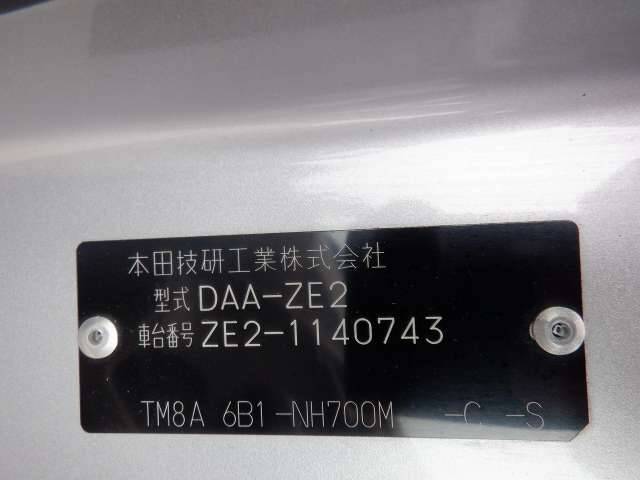 本田技研工業株式会社
型式 DAA-ZE2
車台番号 ZE2-1140743
TM8A 6B1-NH700M -C -S